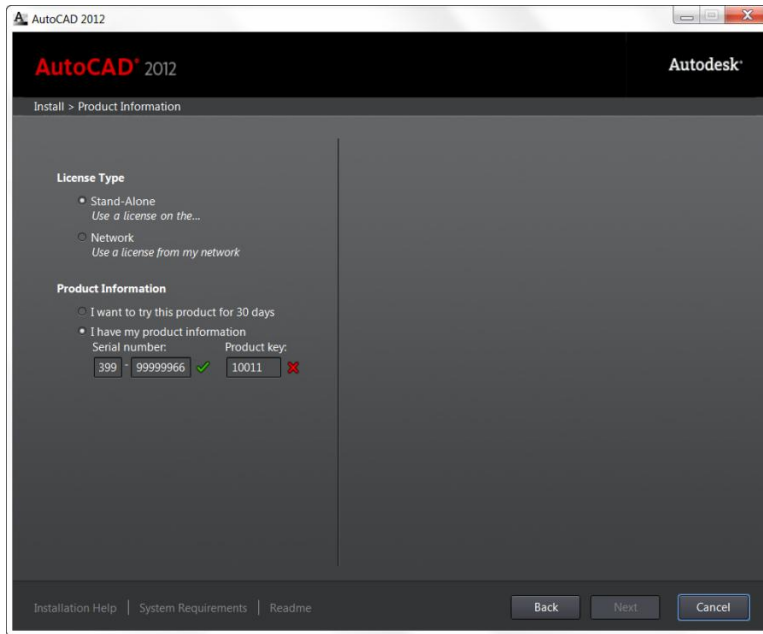 AutoCAD 2012
AutoCAD® 2012
Autodesk®
Install > Product Information
License Type
Stand-Alone
Use a license on the...
Network
Use a license from my network
Product Information
I want to try this product for 30 days
I have my product information
Serial number: Product key:
399 - 99999966 10011
Installation Help | System Requirements | Readme Back Next Cancel